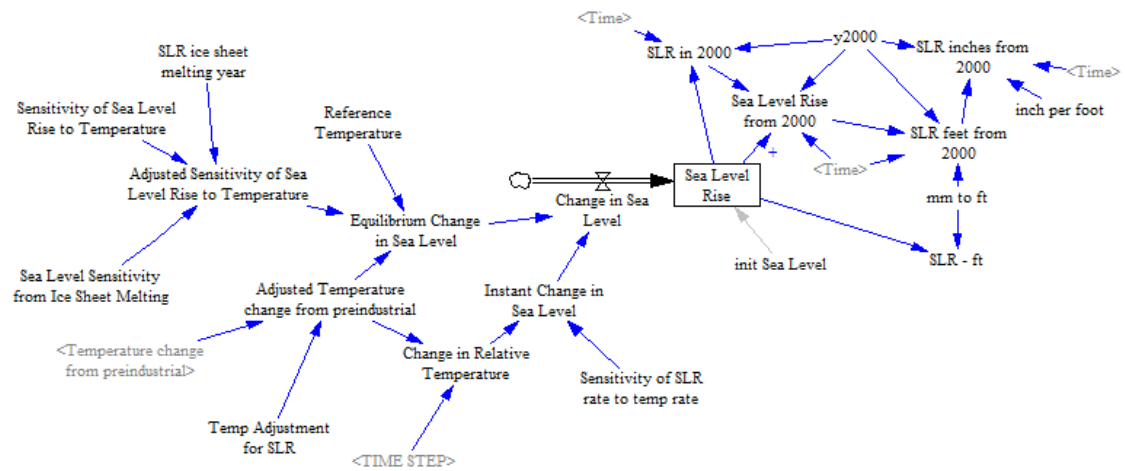 <Time>
SLR in 2000
y2000
SLR inches from
2000
<Time>
inch per foot
SLR ice sheet
melting year
Sensitivity of Sea Level
Rise to Temperature
Reference
Temperature
Sea Level Rise
from 2000
+
SLR feet from
2000
<Time>
Adjusted Sensitivity of Sea
Level Rise to Temperature
Sea Level
Rise
Change in Sea
Level
mm to ft
Equilibrium Change
in Sea Level
init Sea Level
SLR - ft
Sea Level Sensitivity
from Ice Sheet Melting
Adjusted Temperature
change from preindustrial
Instant Change in
Sea Level
<Temperature change
from preindustrial>
Change in Relative
Temperature
Sensitivity of SLR
rate to temp rate
Temp Adjustment
for SLR
<TIME STEP>